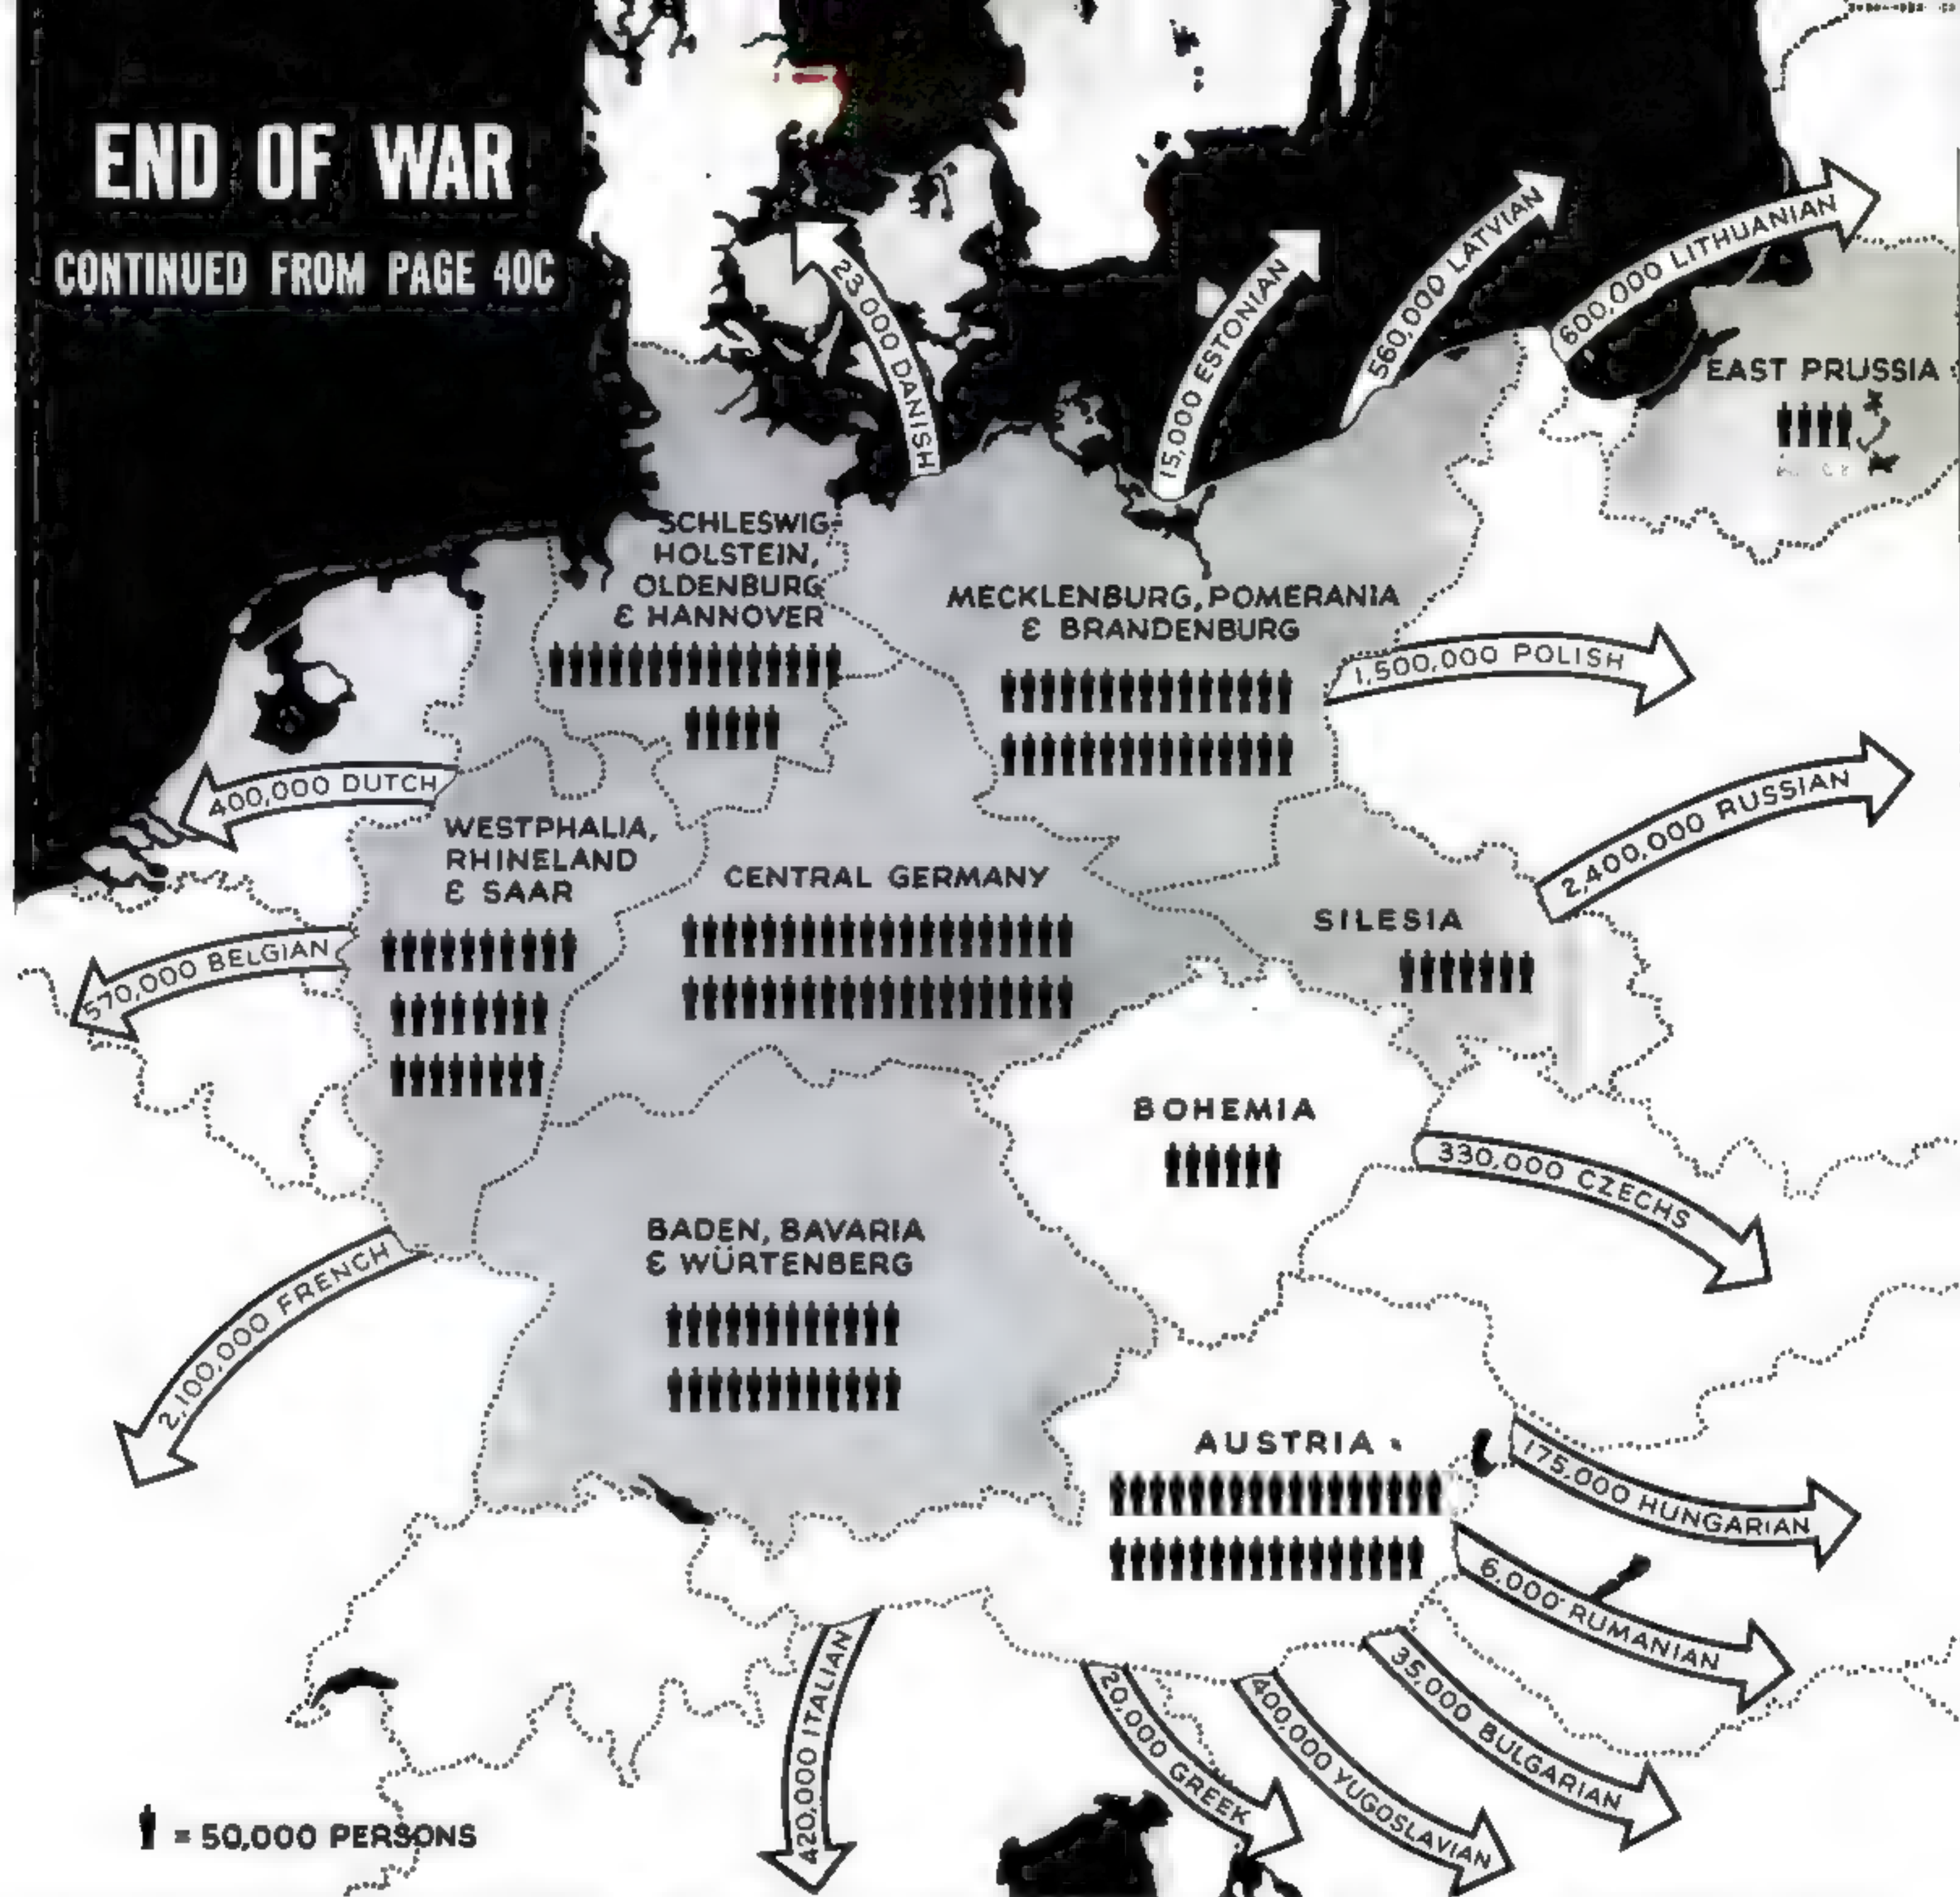 END OF WAR
CONTINUED FROM PAGE 40C
23,000 DANISH
15,000 ESTONIAN
560,000 LATVIAN
600,000 LITHUANIAN
EAST PRUSSIA
SCHLESWIG-
HOLSTEIN,
OLDENBURG
& HANNOVER
MECKLENBURG, POMERANIA
& BRANDENBURG
1,500,000 POLISH
400,000 DUTCH
2,400,000 RUSSIAN
WESTPHALIA,
RHINELAND
& SAAR
CENTRAL GERMANY
SILESIA
570,000 BELGIAN
BOHEMIA
330,000 CZECHS
BADEN, BAVARIA
& WÜRTENBERG
2,100,000 FRENCH
AUSTRIA
175,000 HUNGARIAN
6,000 RUMANIAN
35,000 BULGARIAN
400,000 YUGOSLAVIAN
20,000 GREEK
420,000 ITALIAN
= 50,000 PERSONS